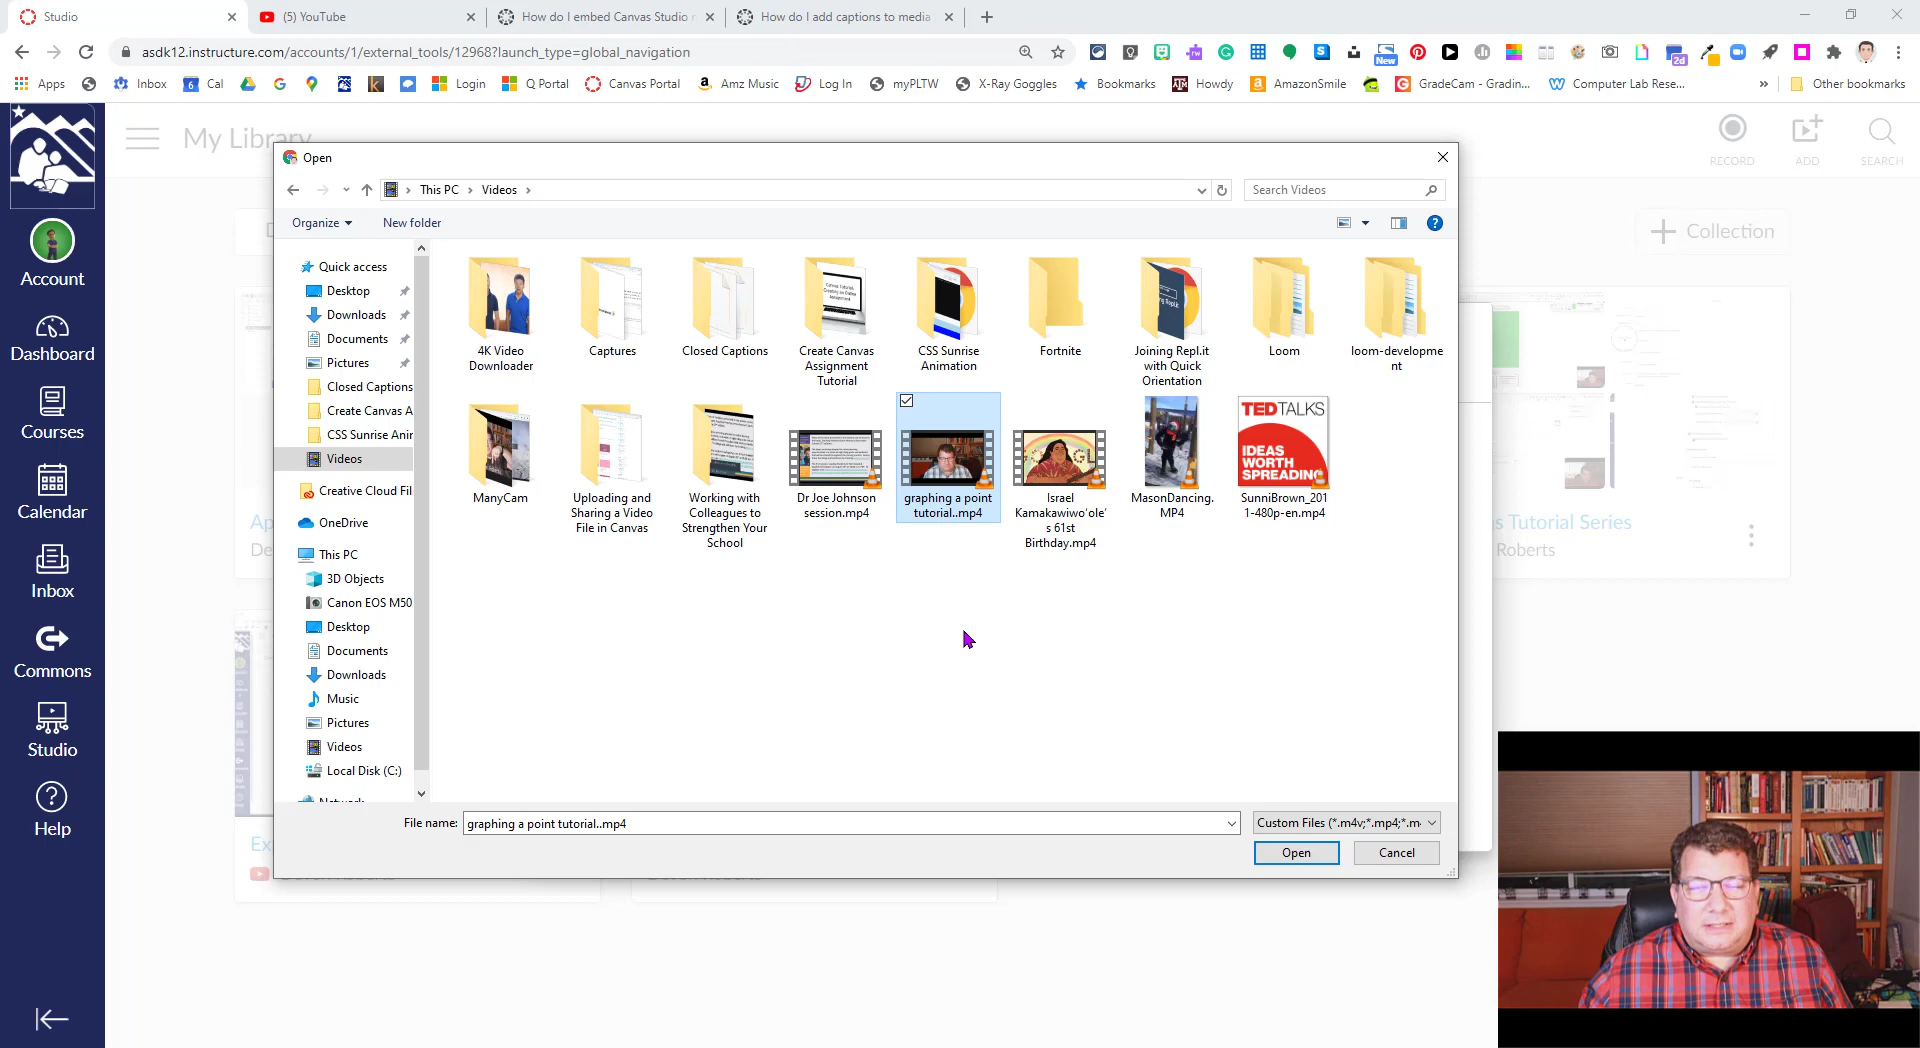 Studio
(5) YouTube
How do I embed Canvas Studio
How do I add captions to media
asdk12.instructure.com/accounts/1/external_tools/12968?launch_type=global_navigation
New
2d
Apps
Inbox
6
Cal
Login
Q Portal
Canvas Portal
Amz Music
Log In
myPLTW
X-Ray Goggles
Bookmarks
Howdy
AmazonSmile
GradeCam - Gradin...
Computer Lab Rese...
»
Other bookmarks
My Library
RECORD
ADD
SEARCH
Collection
Account
Dashboard
Courses
Calendar
Inbox
Commons
Studio
Help
Open
This PC
Videos
Search Videos
Organize
New folder
Quick access
Desktop
Downloads
Documents
Pictures
Closed Captions
Create Canvas A
CSS Sunrise Anir
Videos
Creative Cloud Fil
OneDrive
This PC
3D Objects
Canon EOS M50
Desktop
Documents
Downloads
Music
Pictures
Videos
Local Disk (C:)
Network
4K Video
Downloader
Captures
Closed Captions
Create Canvas
Assignment
Tutorial
CSS Sunrise
Animation
Fortnite
Joining Repl.it
with Quick
Orientation
Loom
loom-developme
nt
ManyCam
Uploading and
Sharing a Video
File in Canvas
Working with
Colleagues to
Strengthen Your
School
Dr Joe Johnson
session.mp4
graphing a point
tutorial..mp4
Israel
Kamakawiwo'ole'
s 61st
Birthday.mp4
MasonDancing.
MP4
TEDTALKS
IDEAS
WORTH
SPREADING
SunniBrown_201
1-480p-en.mp4
s Tutorial Series
Roberts
File name:
graphing a point tutorial..mp4
Custom Files (*.m4v;*.mp4;*.m
Open
Cancel
Ap
De
Ex